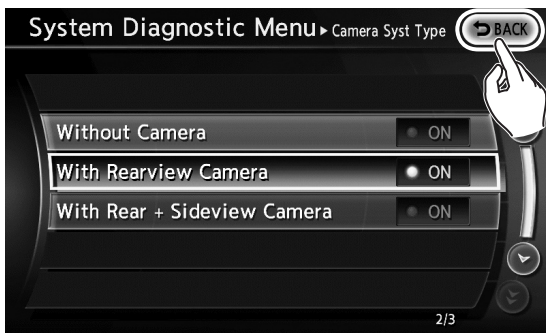 System Diagnostic Menu ▸ Camera Syst Type BACK
Without Camera ON
With Rearview Camera ON
With Rear + Sideview Camera ON
2/3